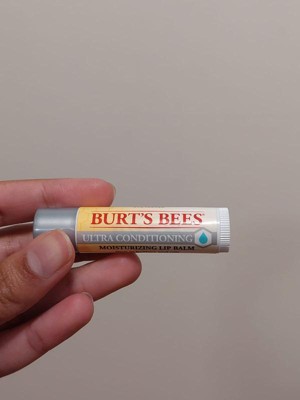 BURT'S BEES
ULTRA CONDITIONING
MOISTURIZING LIP BALM